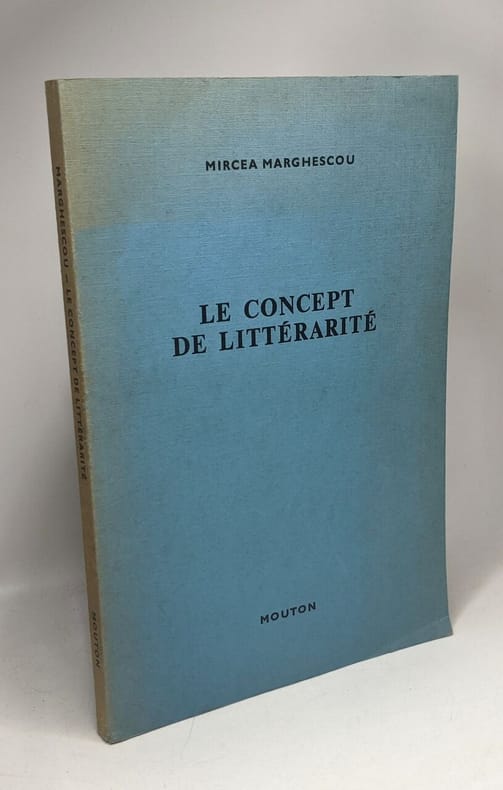 MIRCEA MARGHESCOU
LE CONCEPT
DE LITTÉRARITÉ
MOUTON
MARGHESCOU - LE CONCEPT DE LITTÉRARITÉ
MOUTON